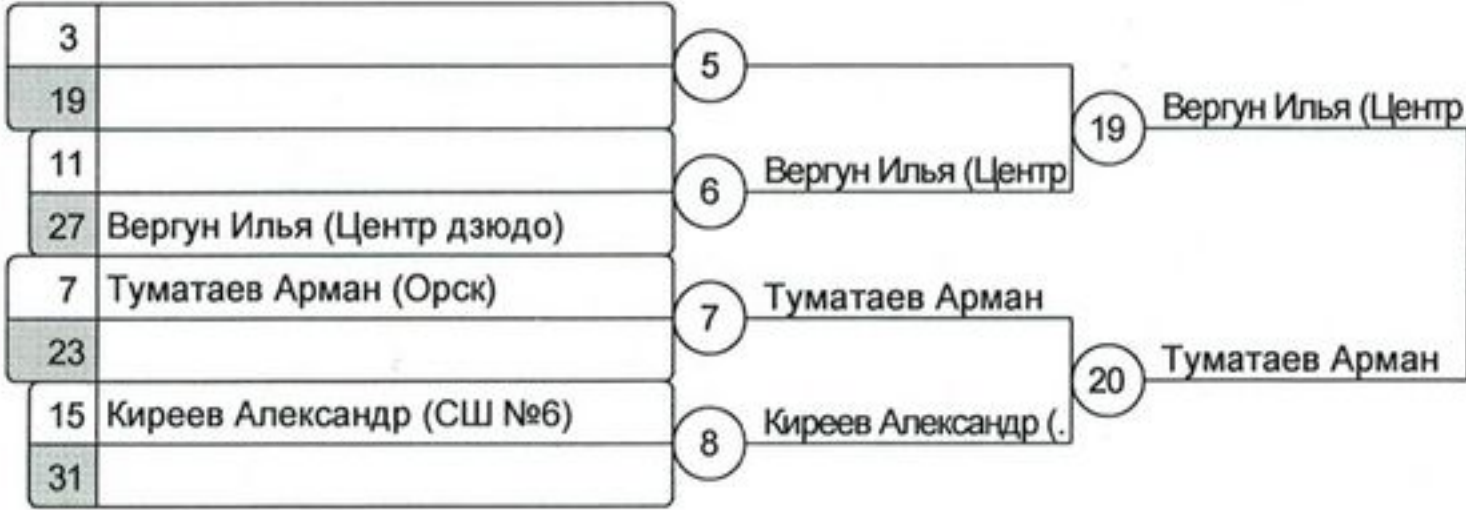 3
5
19
19 Вергун Илья (Центр
11
6 Вергун Илья (Центр
27 Вергун Илья (Центр дзюдо)
7 Туматаев Арман (Орск)
7 Туматаев Арман
23
20 Туматаев Арман
15 Киреев Александр (СШ №6)
8 Киреев Александр (.
31